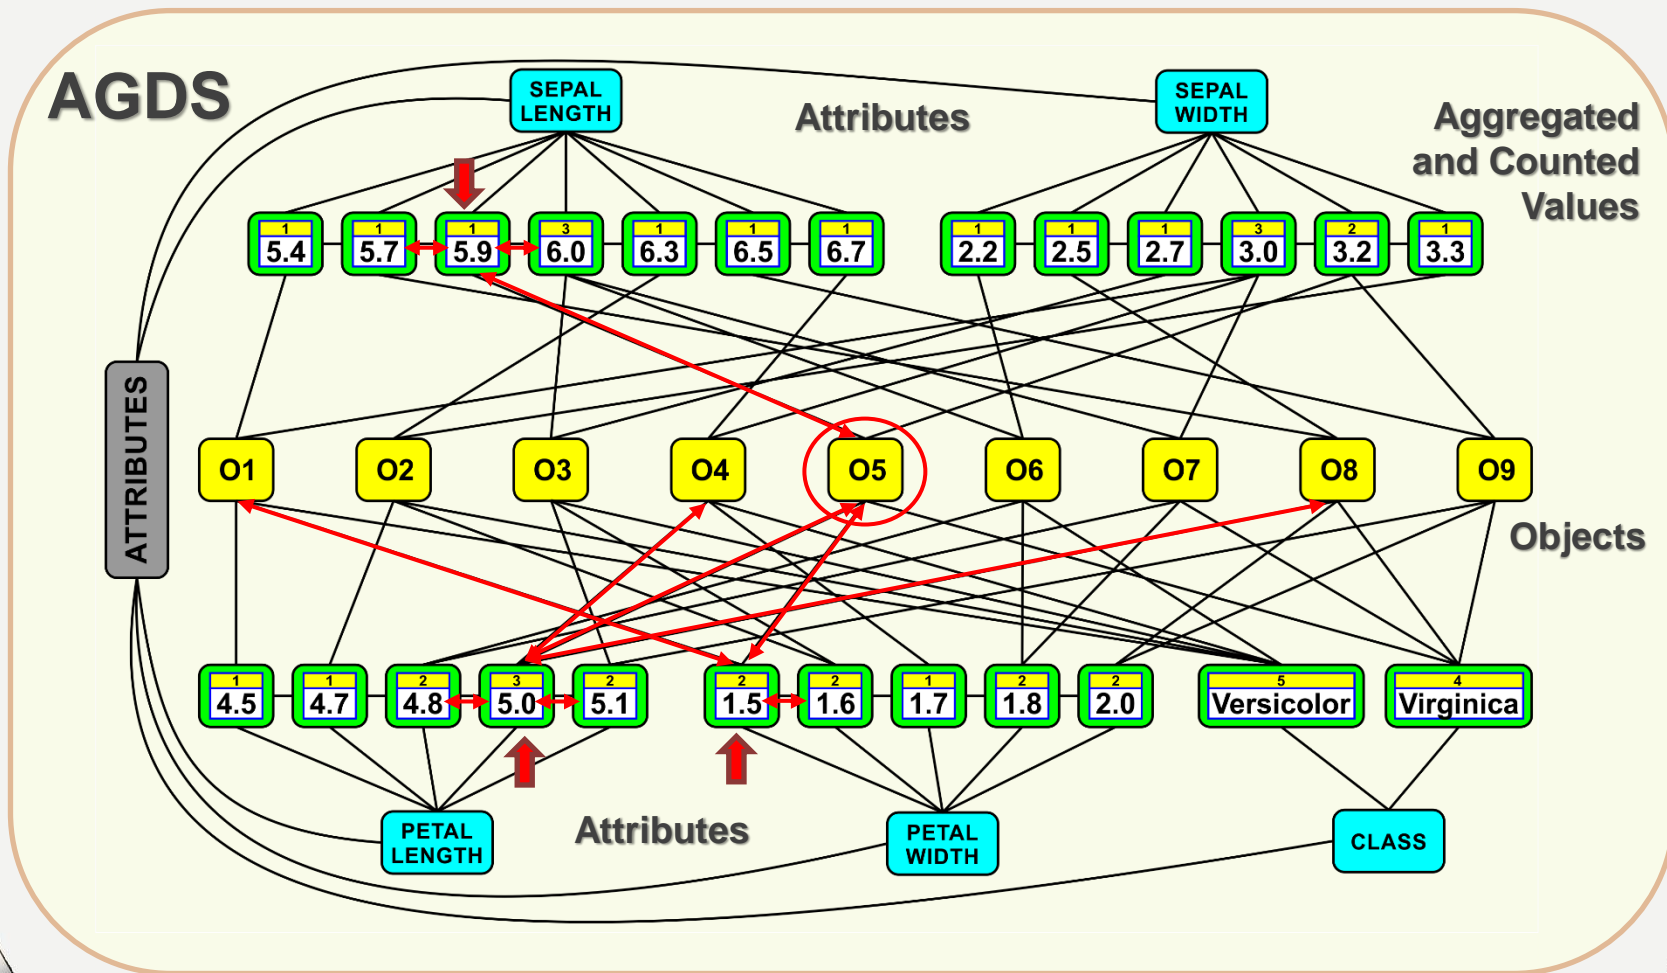 AGDS
SEPAL
LENGTH
Attributes
SEPAL
WIDTH
Aggregated
and Counted
Values
1 1 1 3 1 1 1
5.4 5.7 5.9 6.0 6.3 6.5 6.7
1 1 1 3 2 1
2.2 2.5 2.7 3.0 3.2 3.3
ATTRIBUTES
O1 O2 O3 O4 O5 O6 O7 O8 O9
Objects
1 1 2 3 2
4.5 4.7 4.8 5.0 5.1
2 2 1 2 2
1.5 1.6 1.7 1.8 2.0
5 4
Versicolor Virginica
PETAL
LENGTH
Attributes
PETAL
WIDTH
CLASS